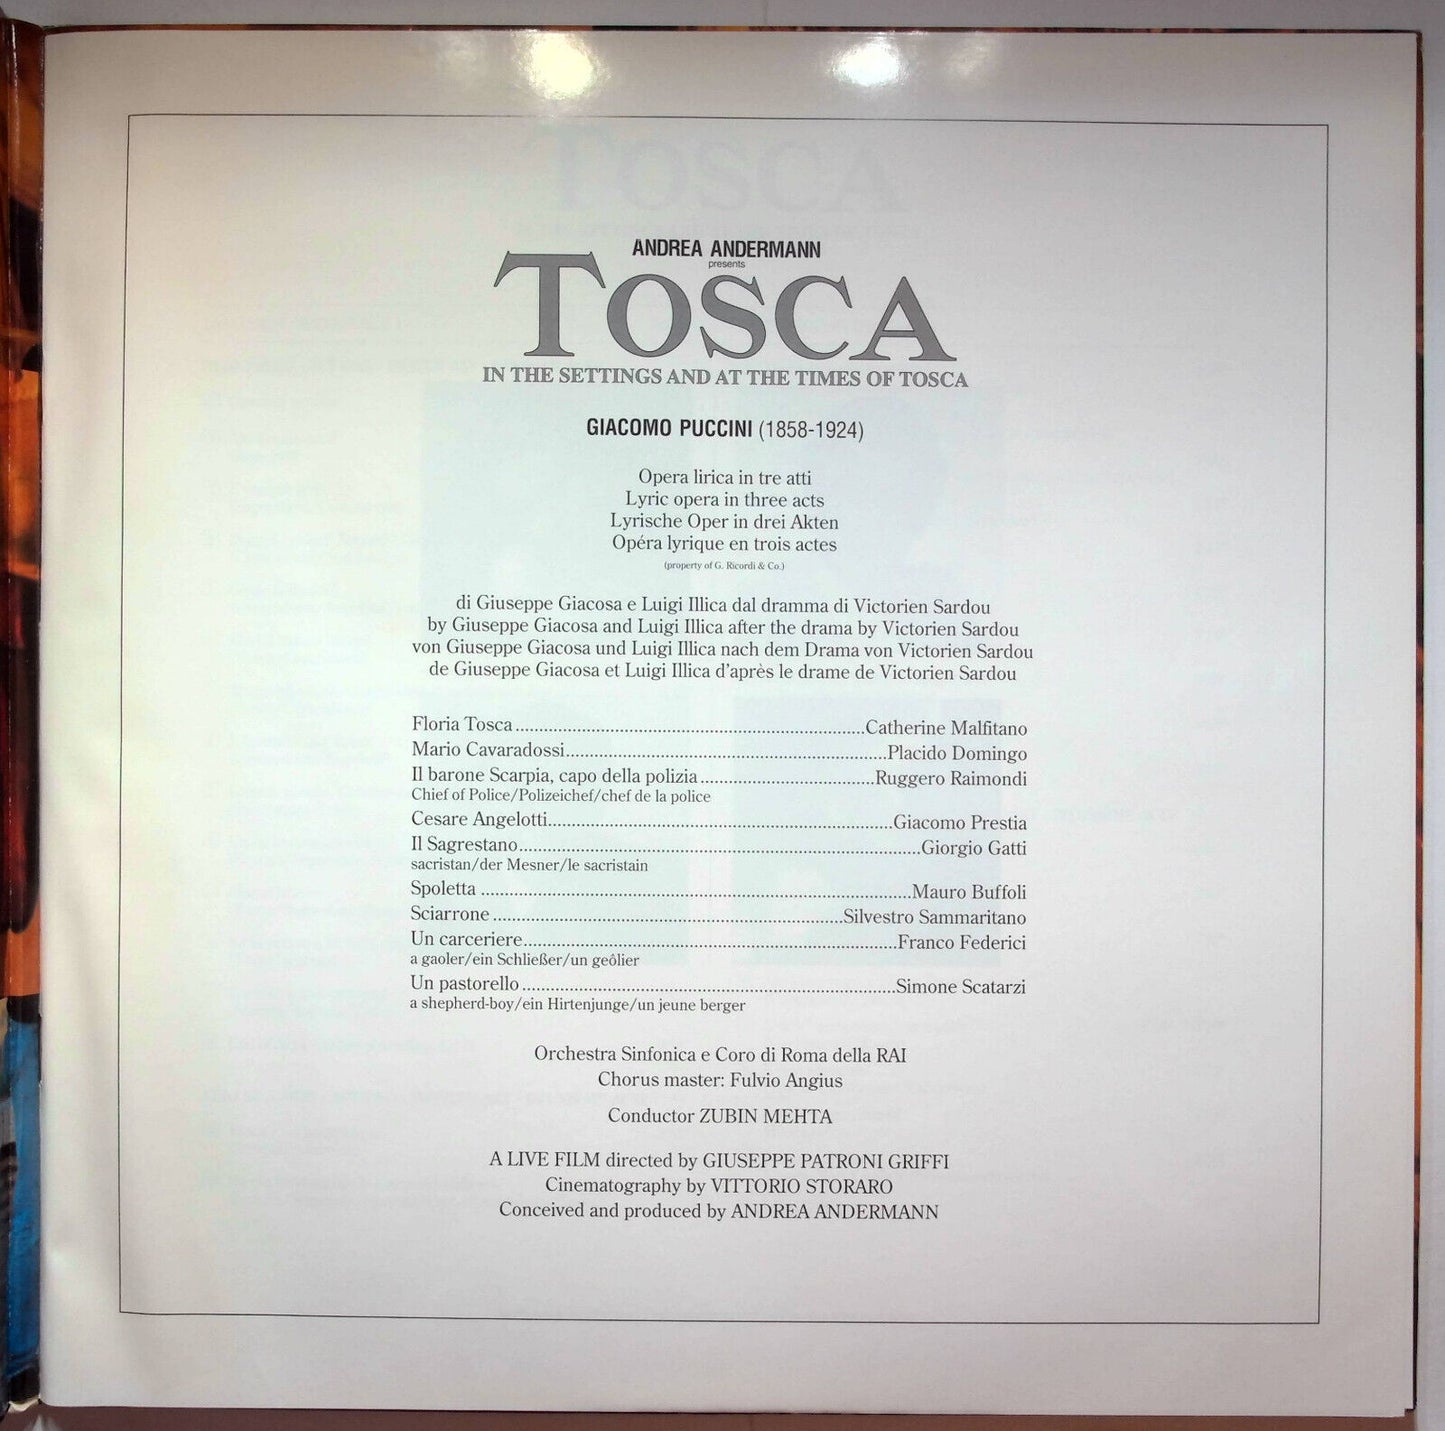 ANDREA ANDERMANN
presents
TOSCA
IN THE SETTINGS AND AT THE TIMES OF TOSCA
GIACOMO PUCCINI (1858-1924)
Opera lirica in tre atti
Lyric opera in three acts
Lyrische Oper in drei Akten
Opéra lyrique en trois actes
(property of G. Ricordi & Co.)
di Giuseppe Giacosa e Luigi Illica dal dramma di Victorien Sardou
by Giuseppe Giacosa and Luigi Illica after the drama by Victorien Sardou
von Giuseppe Giacosa und Luigi Illica nach dem Drama von Victorien Sardou
de Giuseppe Giacosa et Luigi Illica d'après le drame de Victorien Sardou
Floria Tosca ........ Catherine Malfitano
Mario Cavaradossi ........ Placido Domingo
Il barone Scarpia, capo della polizia ........ Ruggero Raimondi
Chief of Police/Polizeichef/chef de la police
Cesare Angelotti ........ Giacomo Prestia
Il Sagrestano ........ Giorgio Gatti
sacristan/der Mesner/le sacristain
Spoletta ........ Mauro Buffoli
Sciarrone ........ Silvestro Sammaritano
Un carceriere ........ Franco Federici
a gaoler/ein Schließer/un geôlier
Un pastorello ........ Simone Scatarzi
a shepherd-boy/ein Hirtenjunge/un jeune berger
Orchestra Sinfonica e Coro di Roma della RAI
Chorus master: Fulvio Angius
Conductor ZUBIN MEHTA
A LIVE FILM directed by GIUSEPPE PATRONI GRIFFI
Cinematography by VITTORIO STORARO
Conceived and produced by ANDREA ANDERMANN